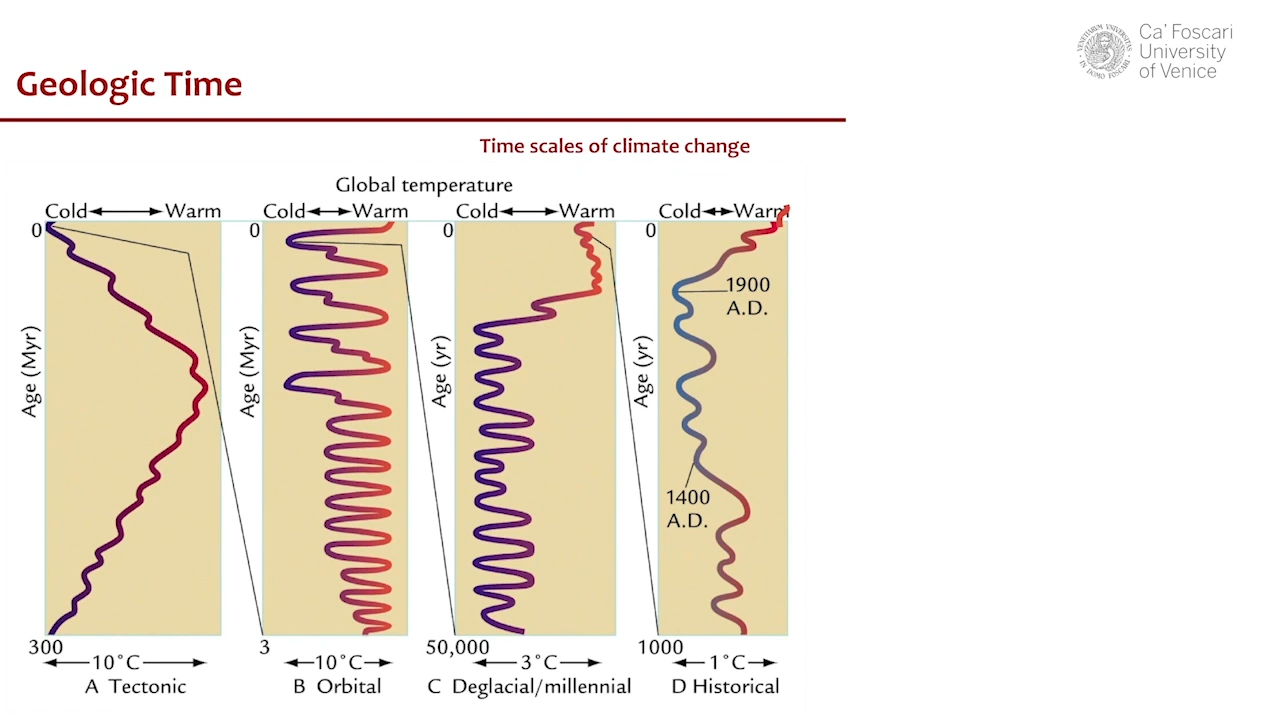 Ca' Foscari
University
of Venice
Geologic Time
Time scales of climate change
Global temperature
Cold Warm
Cold Warm
Cold Warm
Cold Warm
0
0
0
0
1900
A.D.
Age (Myr)
Age (Myr)
Age (yr)
Age (yr)
1400
A.D.
300
3
50,000
1000
10°C
10°C
3°C
1°C
A Tectonic
B Orbital
C Deglacial/millennial
D Historical